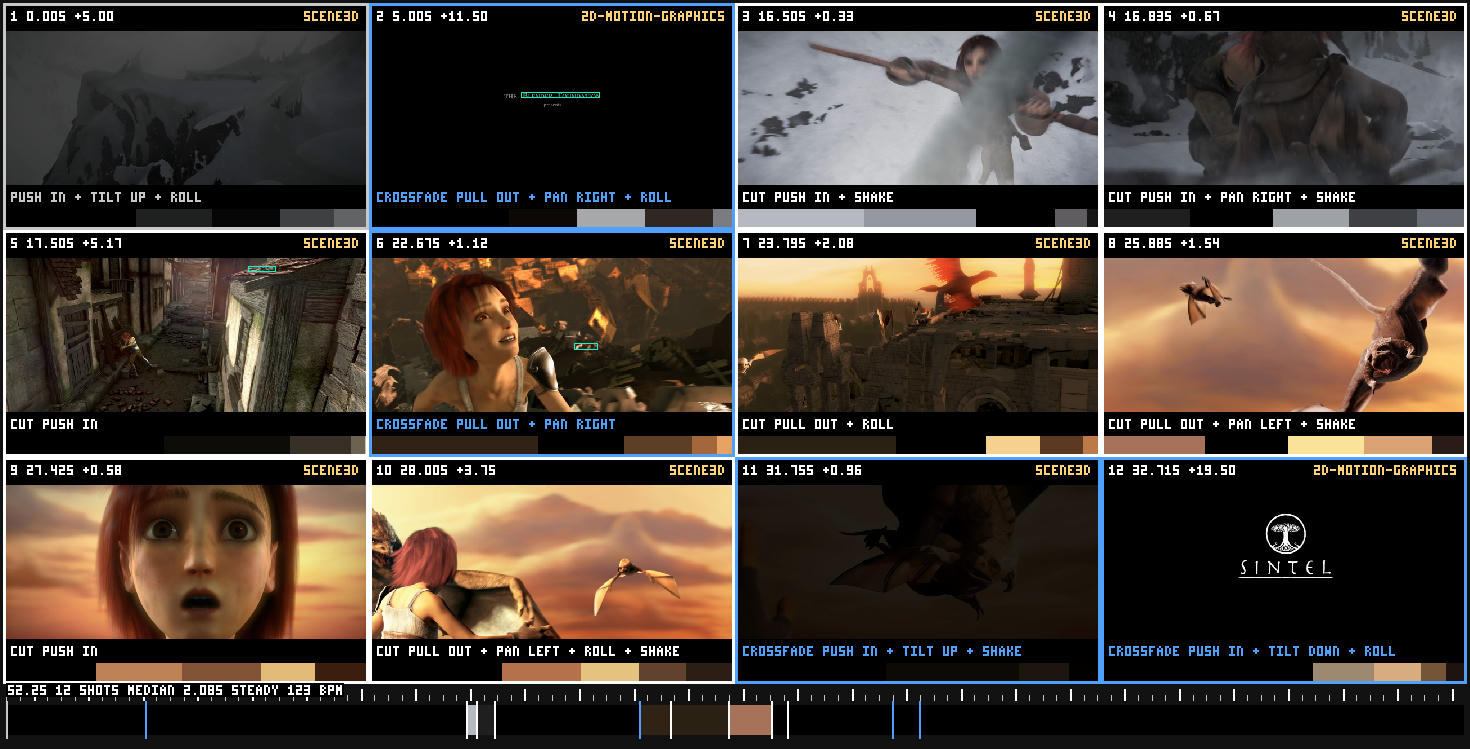 1 0.00S +5.00 SCENE3D
PUSH IN + TILT UP + ROLL
2 5.00S +11.50 2D-MOTION-GRAPHICS
THE BLENDER FOUNDATION
presents
CROSSFADE PULL OUT + PAN RIGHT + ROLL
3 16.50S +0.33 SCENE3D
CUT PUSH IN + SHAKE
4 16.83S +0.67 SCENE3D
CUT PUSH IN + PAN RIGHT + SHAKE
5 17.50S +5.17 SCENE3D
CUT PUSH IN
6 22.67S +1.12 SCENE3D
CROSSFADE PULL OUT + PAN RIGHT
7 23.79S +2.08 SCENE3D
CUT PULL OUT + ROLL
8 25.88S +1.54 SCENE3D
CUT PULL OUT + PAN LEFT + SHAKE
9 27.42S +0.58 SCENE3D
CUT PUSH IN
10 28.00S +3.75 SCENE3D
CUT PULL OUT + PAN LEFT + ROLL + SHAKE
11 31.75S +0.96 SCENE3D
CROSSFADE PUSH IN + TILT UP + SHAKE
12 32.71S +19.50 2D-MOTION-GRAPHICS
SINTEL
CROSSFADE PUSH IN + TILT DOWN + ROLL
52.2S 12 SHOTS MEDIAN 2.08S STEADY 123 BPM